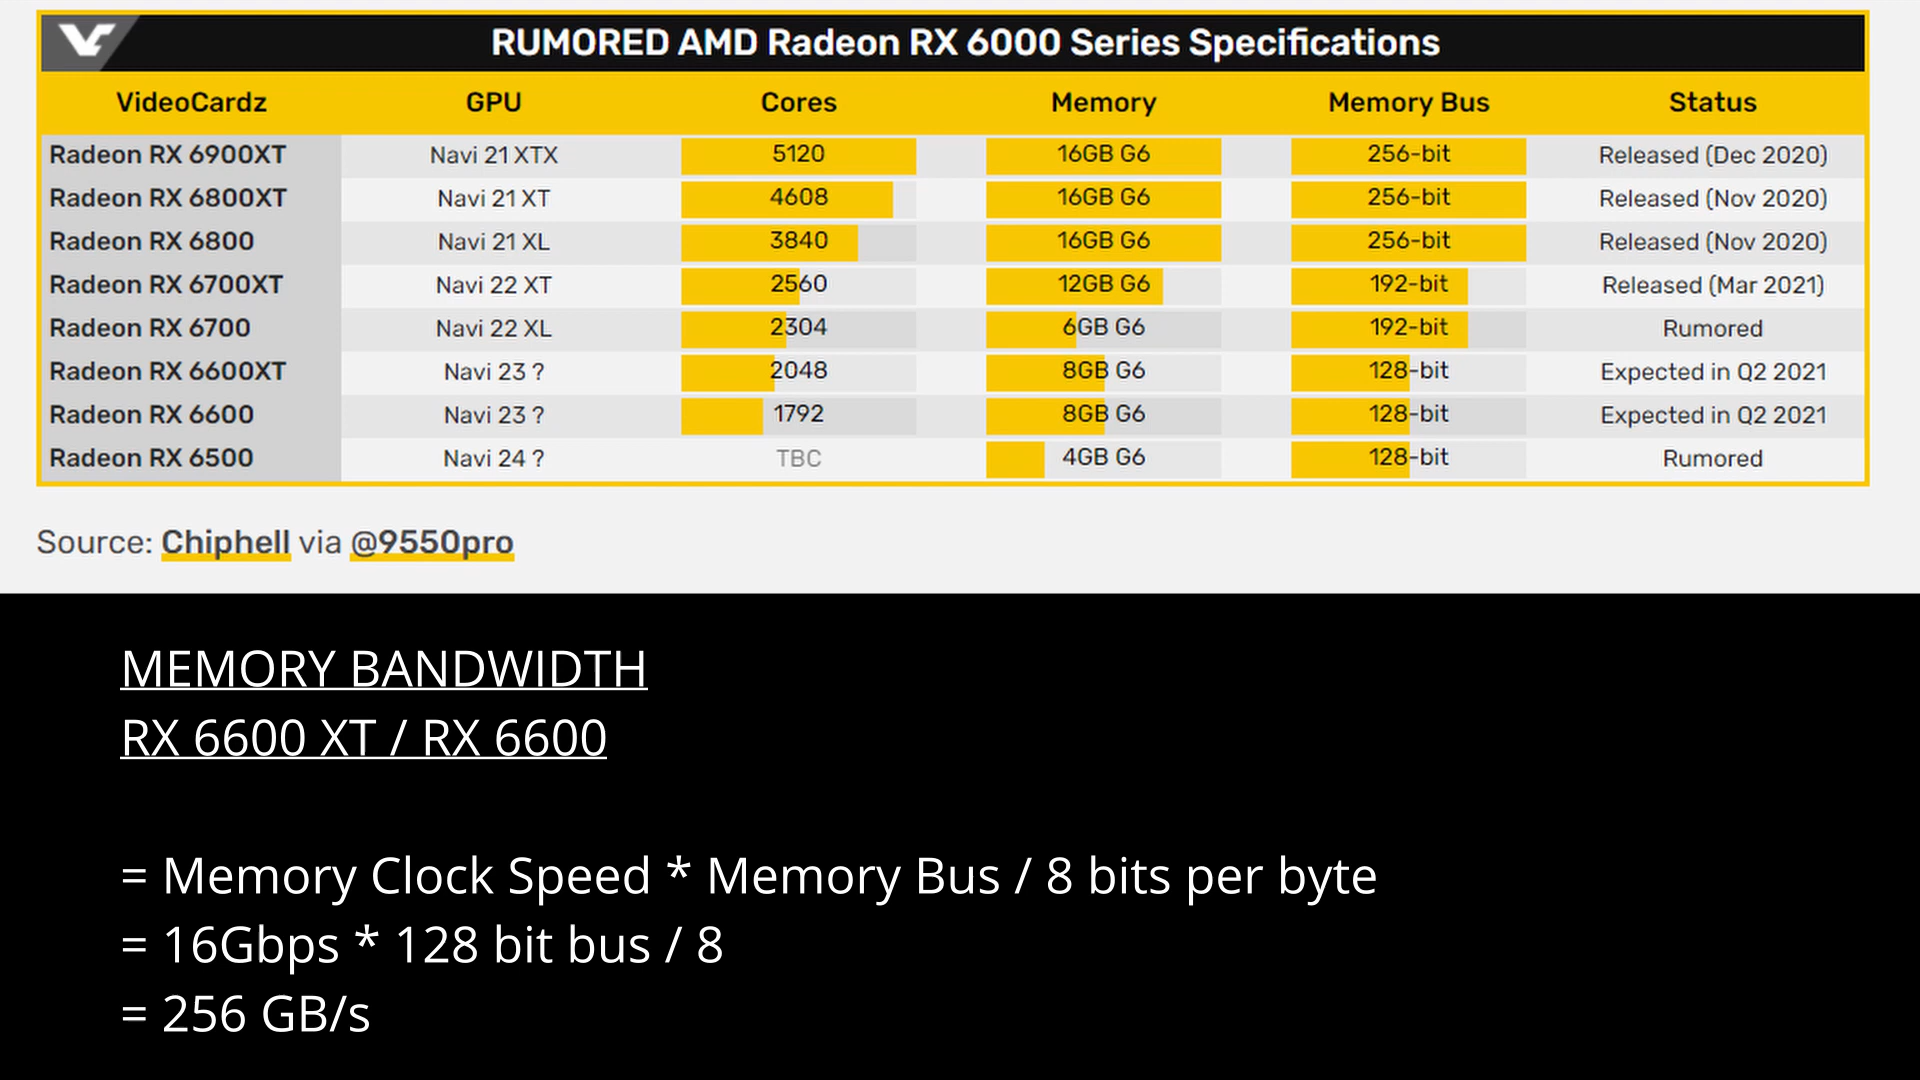 RUMORED AMD Radeon RX 6000 Series Specifications
VideoCardz GPU Cores Memory Memory Bus Status
Radeon RX 6900XT Navi 21 XTX 5120 16GB G6 256-bit Released (Dec 2020)
Radeon RX 6800XT Navi 21 XT 4608 16GB G6 256-bit Released (Nov 2020)
Radeon RX 6800 Navi 21 XL 3840 16GB G6 256-bit Released (Nov 2020)
Radeon RX 6700XT Navi 22 XT 2560 12GB G6 192-bit Released (Mar 2021)
Radeon RX 6700 Navi 22 XL 2304 6GB G6 192-bit Rumored
Radeon RX 6600XT Navi 23 ? 2048 8GB G6 128-bit Expected in Q2 2021
Radeon RX 6600 Navi 23 ? 1792 8GB G6 128-bit Expected in Q2 2021
Radeon RX 6500 Navi 24 ? TBC 4GB G6 128-bit Rumored
Source: Chiphell via @9550pro
MEMORY BANDWIDTH
RX 6600 XT / RX 6600
= Memory Clock Speed * Memory Bus / 8 bits per byte
= 16Gbps * 128 bit bus / 8
= 256 GB/s